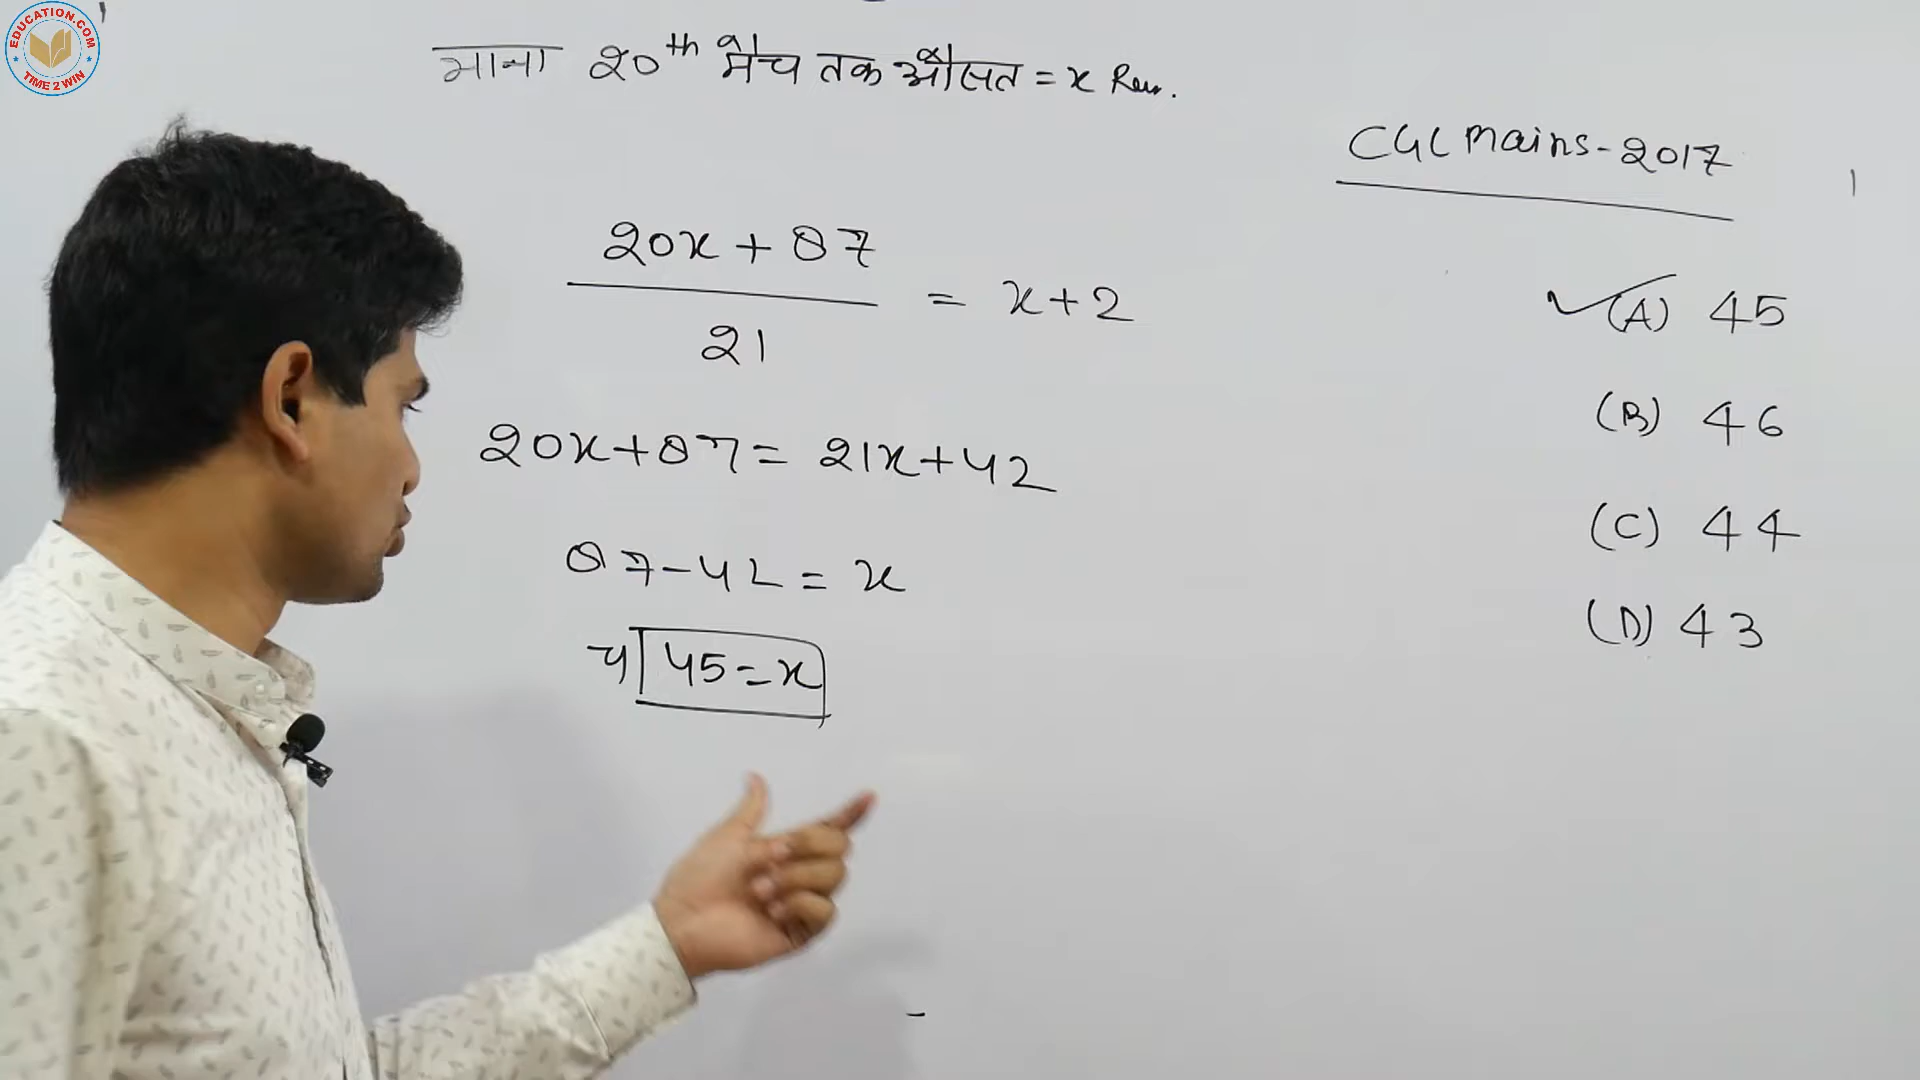 EDUCATION.COM
TIME 2 WIN
माना 20th मैच तक औसत = x Run.
CGL Mains-2017
20x + 87
21
= x+2
20x+87 = 21x+42
87-42 = x
45 = x
(A) 45
(B) 46
(C) 44
(D) 43